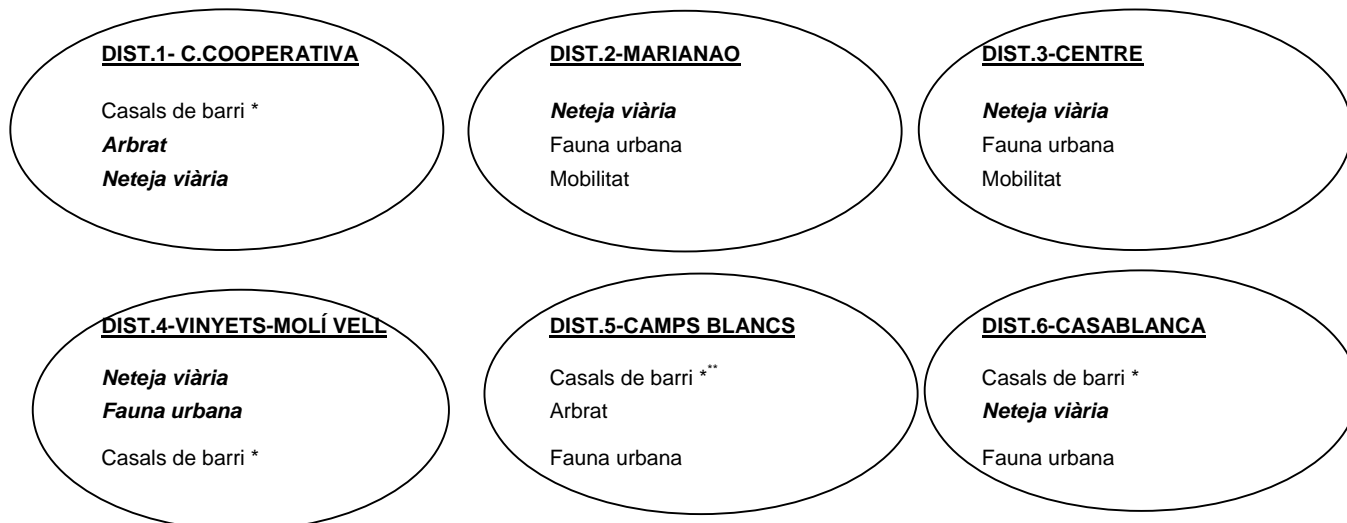 DIST.1- C.COOPERATIVA
Casals de barri *
Arbrat
Neteja viària
DIST.2-MARIANAO
Neteja viària
Fauna urbana
Mobilitat
DIST.3-CENTRE
Neteja viària
Fauna urbana
Mobilitat
DIST.4-VINYETS-MOLÍ VELL
Neteja viària
Fauna urbana
Casals de barri *
DIST.5-CAMPS BLANCS
Casals de barri ***
Arbrat
Fauna urbana
DIST.6-CASABLANCA
Casals de barri *
Neteja viària
Fauna urbana